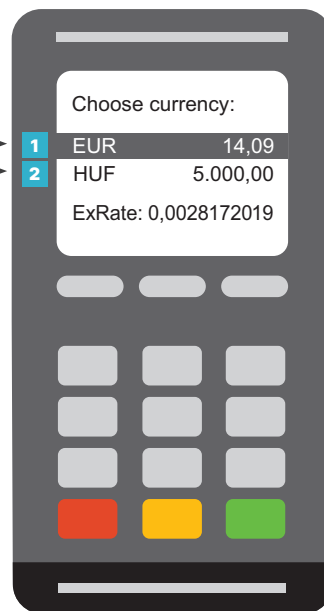 Choose currency:
1 EUR 14,09
2 HUF 5.000,00
ExRate: 0,0028172019